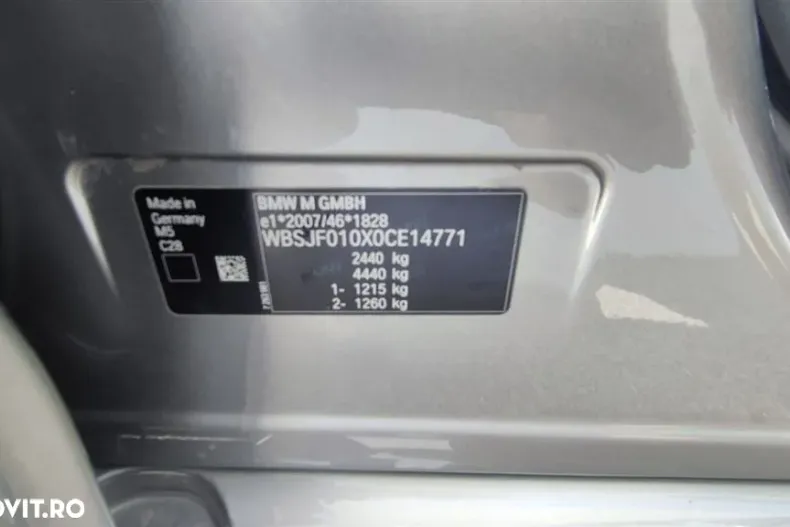 Made in
Germany
M5
C28
BMW M GMBH
e1*2007/46*1828
WBSJF010X0CE14771
2440 kg
4440 kg
1- 1215 kg
2- 1260 kg
OVIT.RO